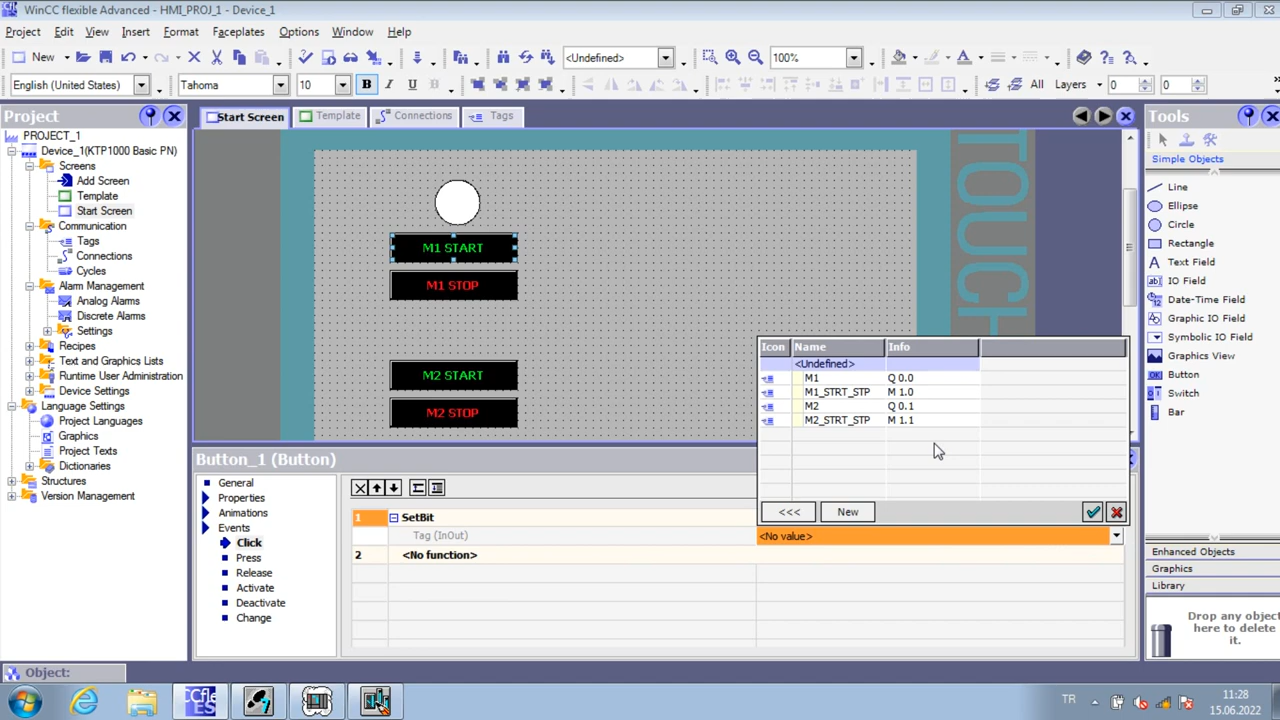 WinCC flexible Advanced - HMI_PROJ_1 - Device_1
Project Edit View Insert Format Faceplates Options Window Help
New <Undefined> 100%
English (United States) Tahoma 10 B I U All Layers 0 0
Project
PROJECT_1
Device_1(KTP1000 Basic PN)
Screens
Add Screen
Template
Start Screen
Communication
Tags
Connections
Cycles
Alarm Management
Analog Alarms
Discrete Alarms
Settings
Recipes
Text and Graphics Lists
Runtime User Administration
Device Settings
Language Settings
Project Languages
Graphics
Project Texts
Dictionaries
Structures
Version Management
Start Screen Template Connections Tags
M1 START
M1 STOP
M2 START
M2 STOP
TOUCH
Icon Name Info
<Undefined>
M1 Q 0.0
M1_STRT_STP M 1.0
M2 Q 0.1
M2_STRT_STP M 1.1
<<< New
Button_1 (Button)
General
Properties
Animations
Events
Click
Press
Release
Activate
Deactivate
Change
1 SetBit
Tag (InOut) <No value>
2 <No function>
Tools
Simple Objects
Line
Ellipse
Circle
Rectangle
Text Field
IO Field
Date-Time Field
Graphic IO Field
Symbolic IO Field
Graphics View
Button
Switch
Bar
Enhanced Objects
Graphics
Library
Drop any object
here to delete
it.
Object:
TR 11:28
15.06.2022